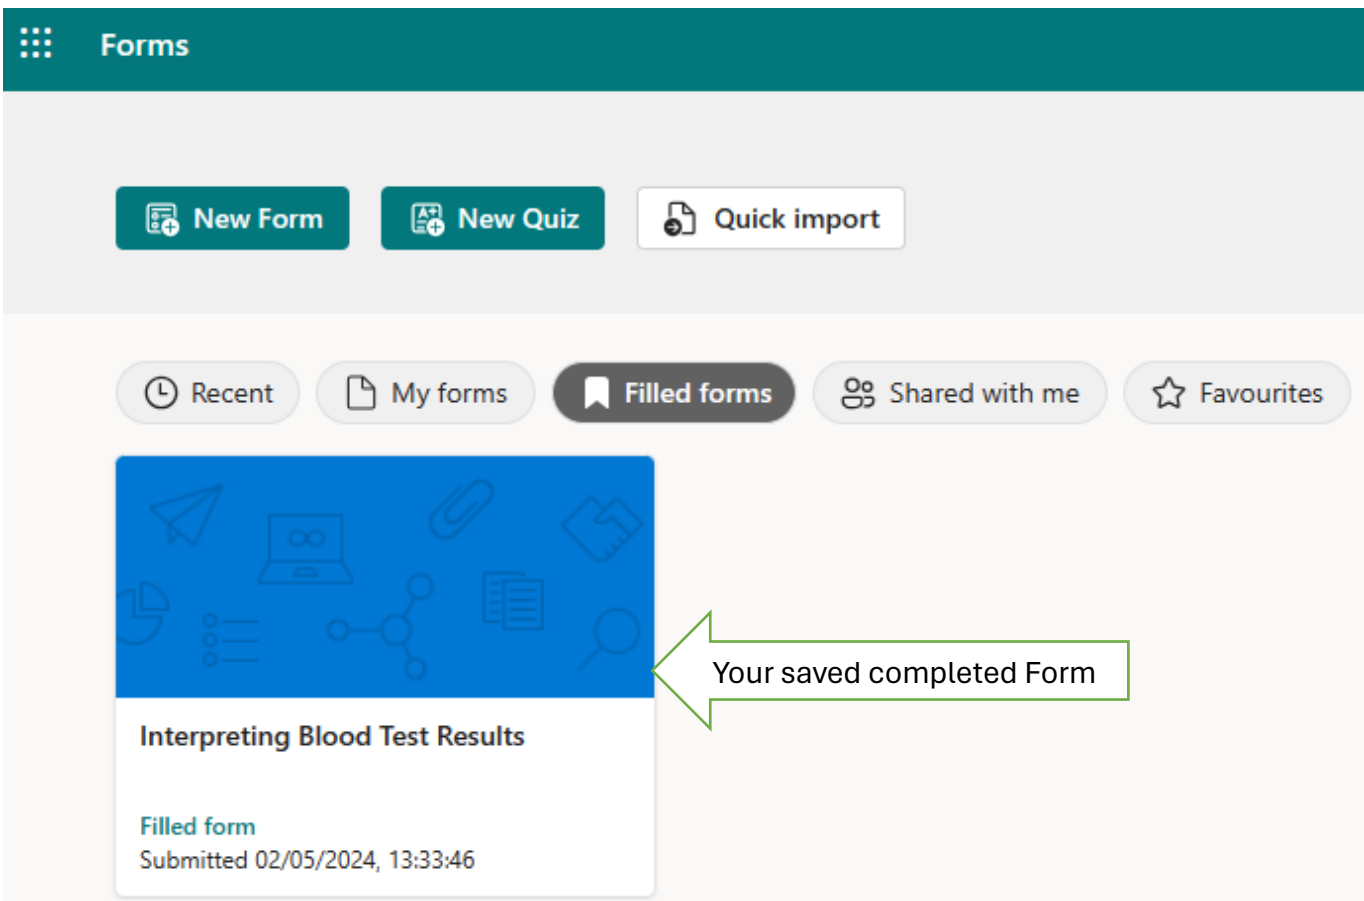 Forms
New Form
New Quiz
Quick import
Recent
My forms
Filled forms
Shared with me
Favourites
Your saved completed Form
Interpreting Blood Test Results
Filled form
Submitted 02/05/2024, 13:33:46